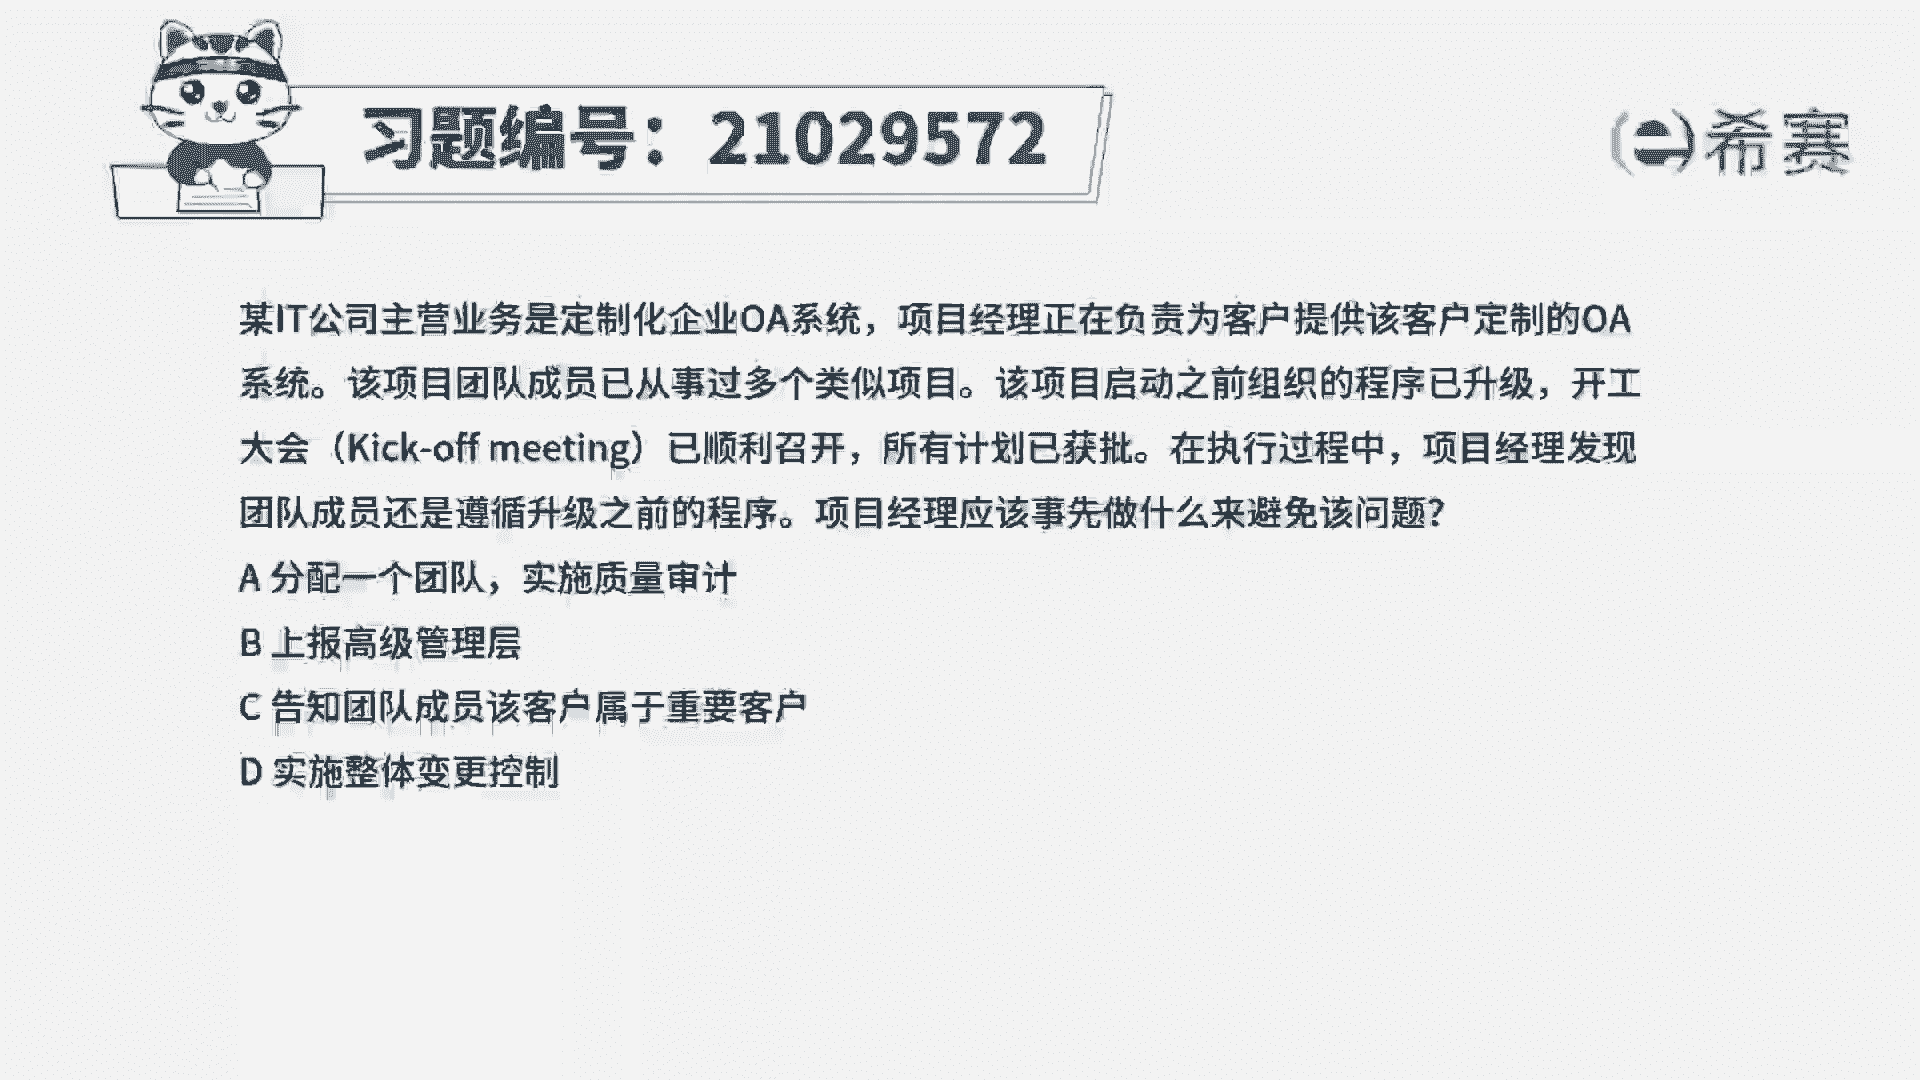 习题编号：21029572
希赛
某IT公司主营业务是定制化企业OA系统，项目经理正在负责为客户提供该客户定制的OA
系统。该项目团队成员已从事过多个类似项目。该项目启动之前组织的程序已升级，开工
大会（Kick-off meeting）已顺利召开，所有计划已获批。在执行过程中，项目经理发现
团队成员还是遵循升级之前的程序。项目经理应该事先做什么来避免该问题？
A 分配一个团队，实施质量审计
B 上报高级管理层
C 告知团队成员该客户属于重要客户
D 实施整体变更控制